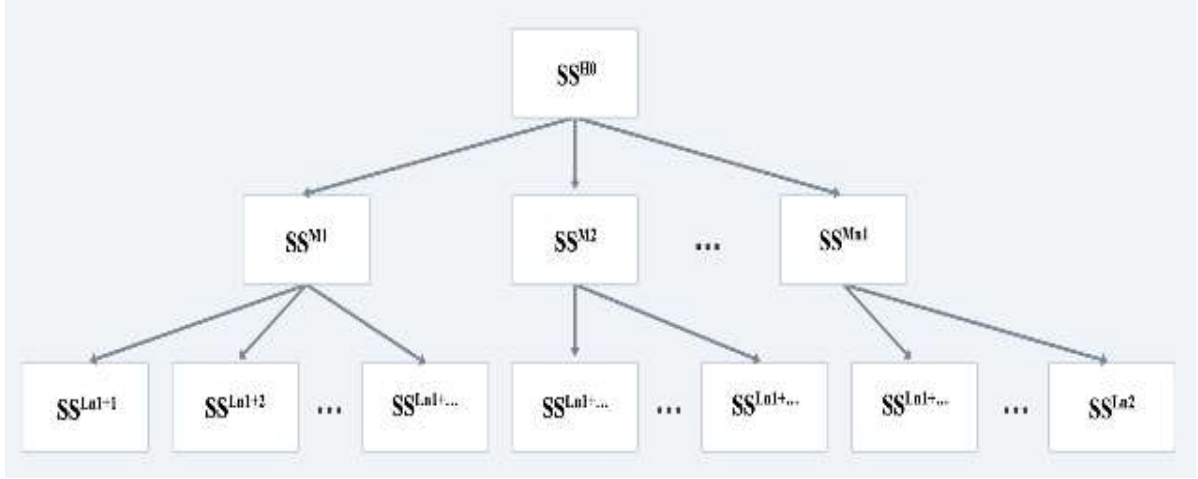 SS^H0
SS^M1 SS^M2 ... SS^Mn1
SS^Ln1+1 SS^Ln1+2 ... SS^Ln1+... SS^Ln1+... ... SS^Ln1+... SS^Ln1+... ... SS^Ln2